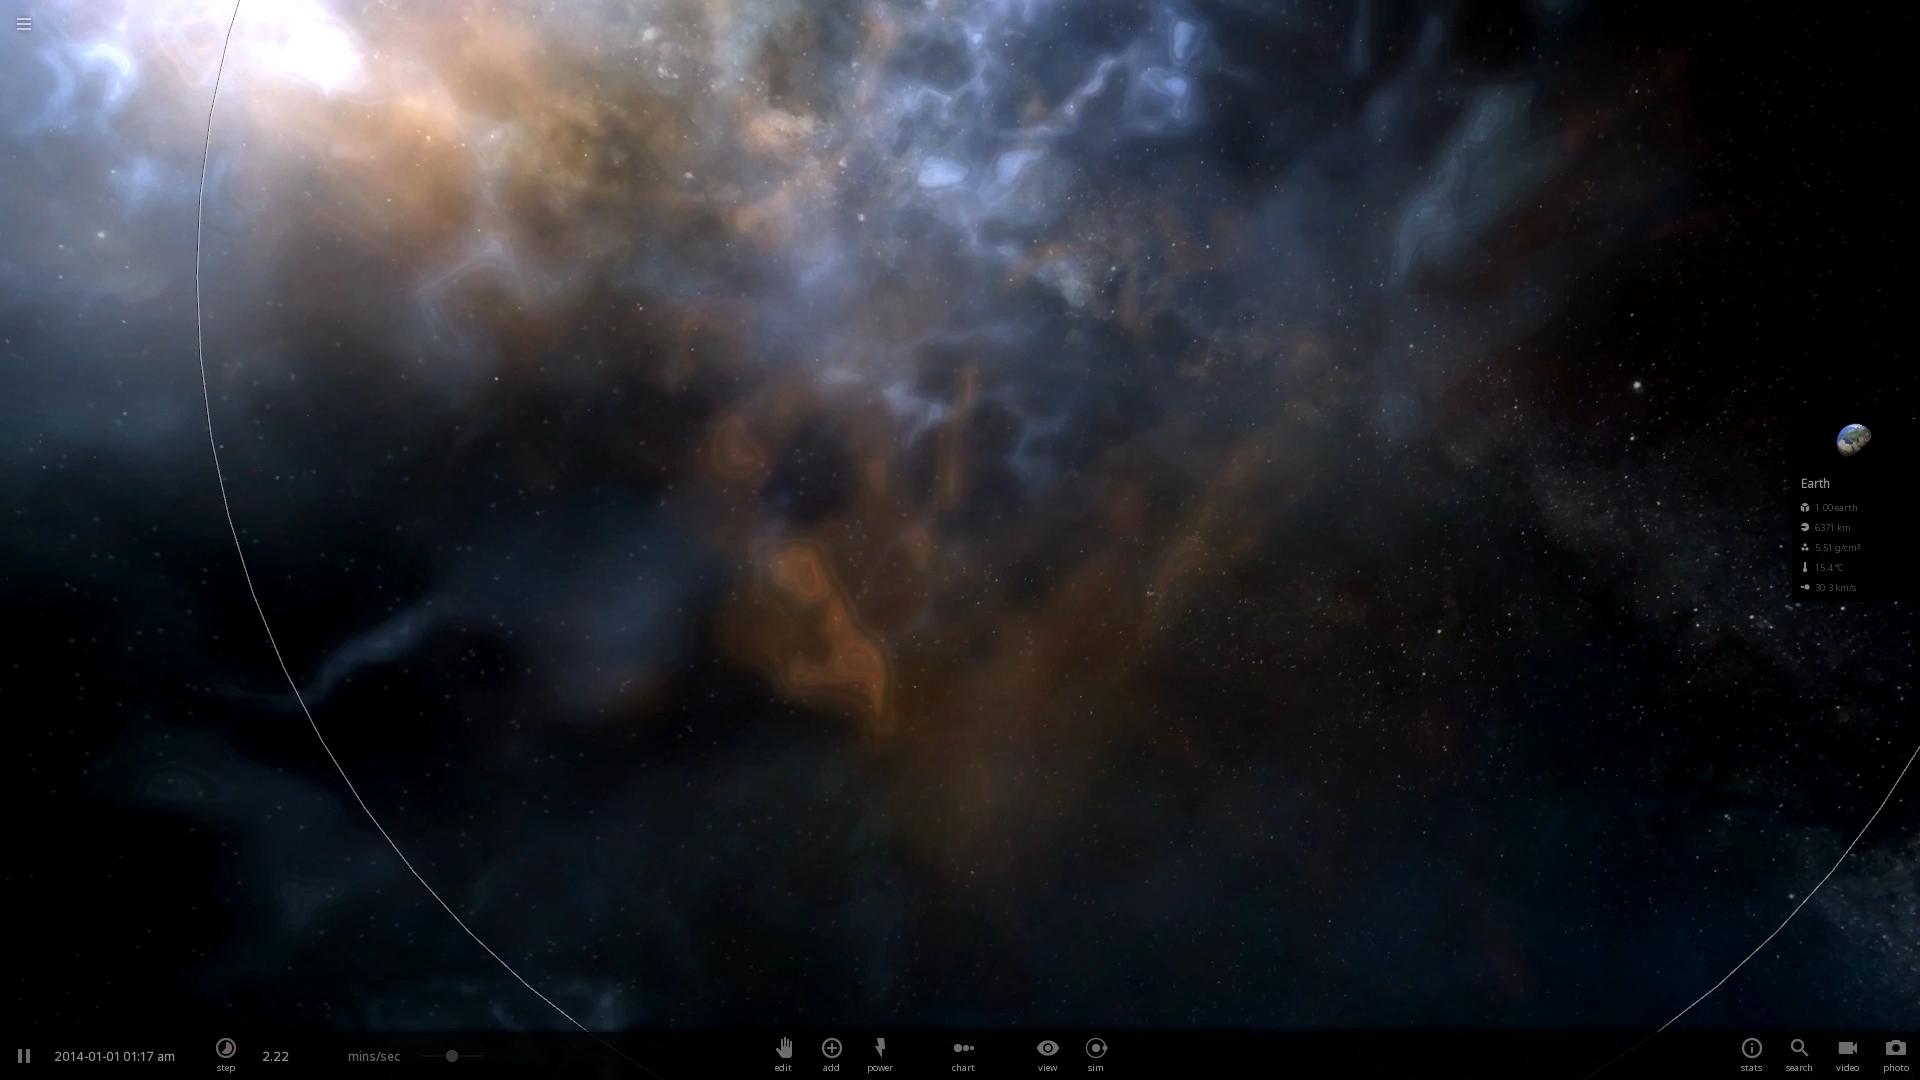 Earth
1.00 earth
6371 km
5.51 g/cm³
15.4 °C
30.3 km/s
2014-01-01 01:17 am
step
2.22
mins/sec
edit
add
power
chart
view
sim
stats
search
video
photo